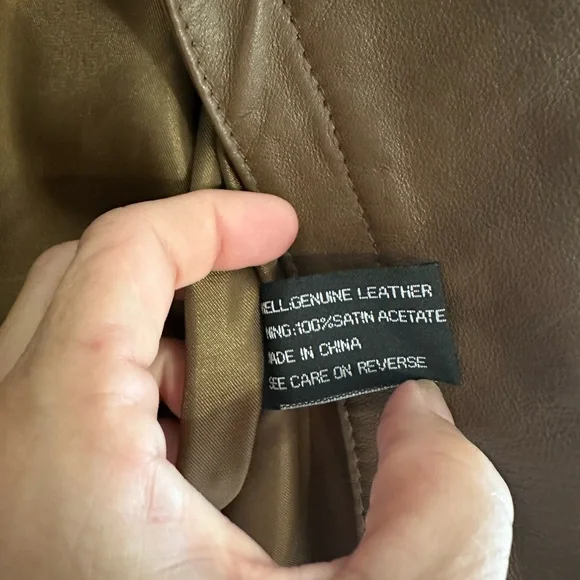 HELL:GENUINE LEATHER
NING:100%SATIN ACETATE
MADE IN CHINA
SEE CARE ON REVERSE